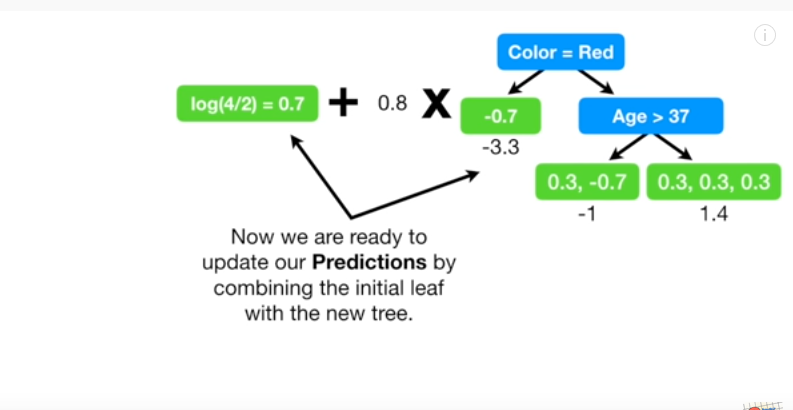 Color = Red
log(4/2) = 0.7 + 0.8 X -0.7 Age > 37
-3.3
0.3, -0.7 0.3, 0.3, 0.3
-1 1.4
Now we are ready to
update our Predictions by
combining the initial leaf
with the new tree.